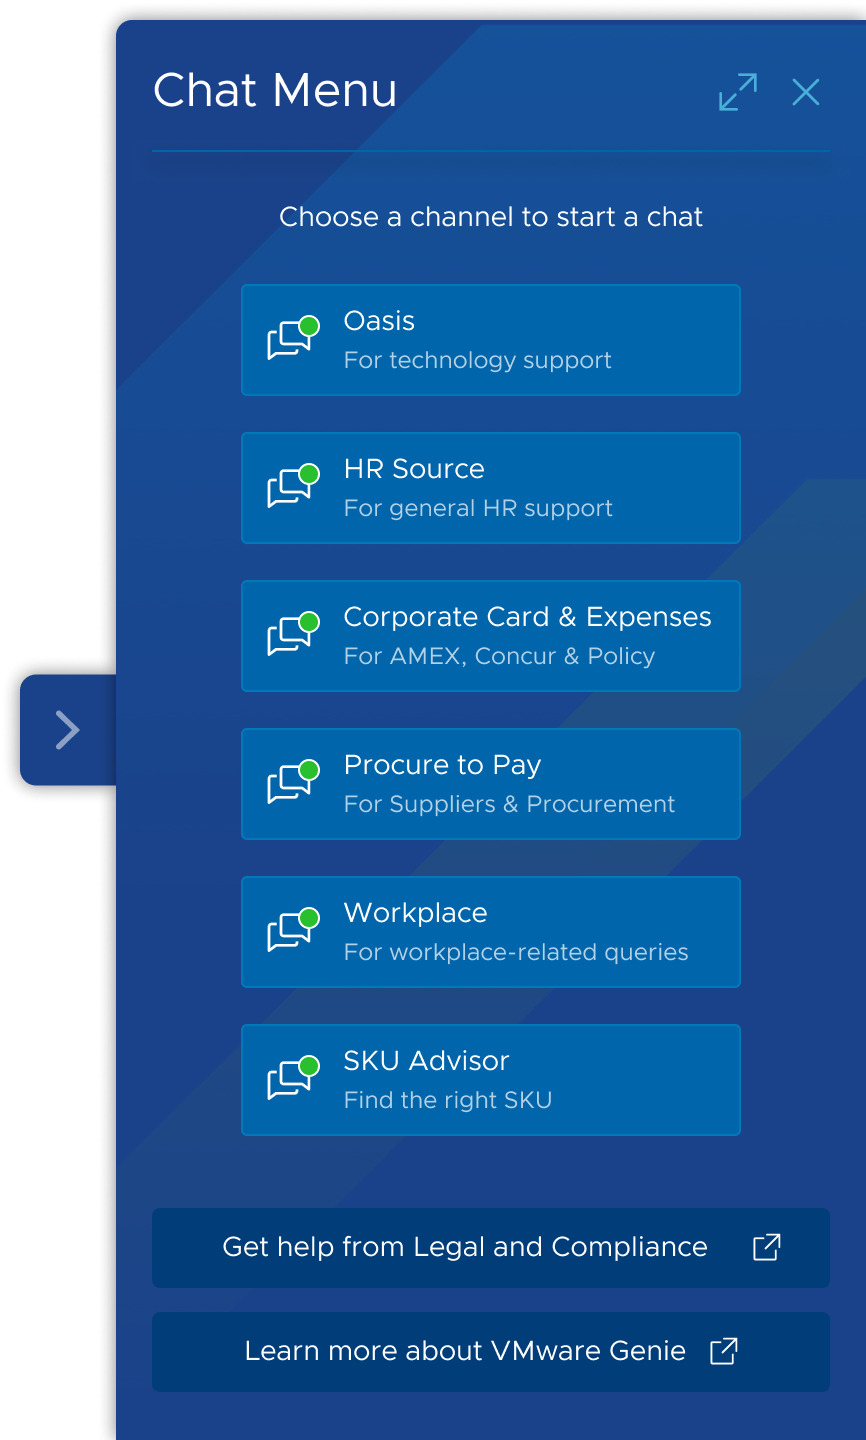 Chat Menu
Choose a channel to start a chat
Oasis
For technology support
HR Source
For general HR support
Corporate Card & Expenses
For AMEX, Concur & Policy
Procure to Pay
For Suppliers & Procurement
Workplace
For workplace-related queries
SKU Advisor
Find the right SKU
Get help from Legal and Compliance
Learn more about VMware Genie